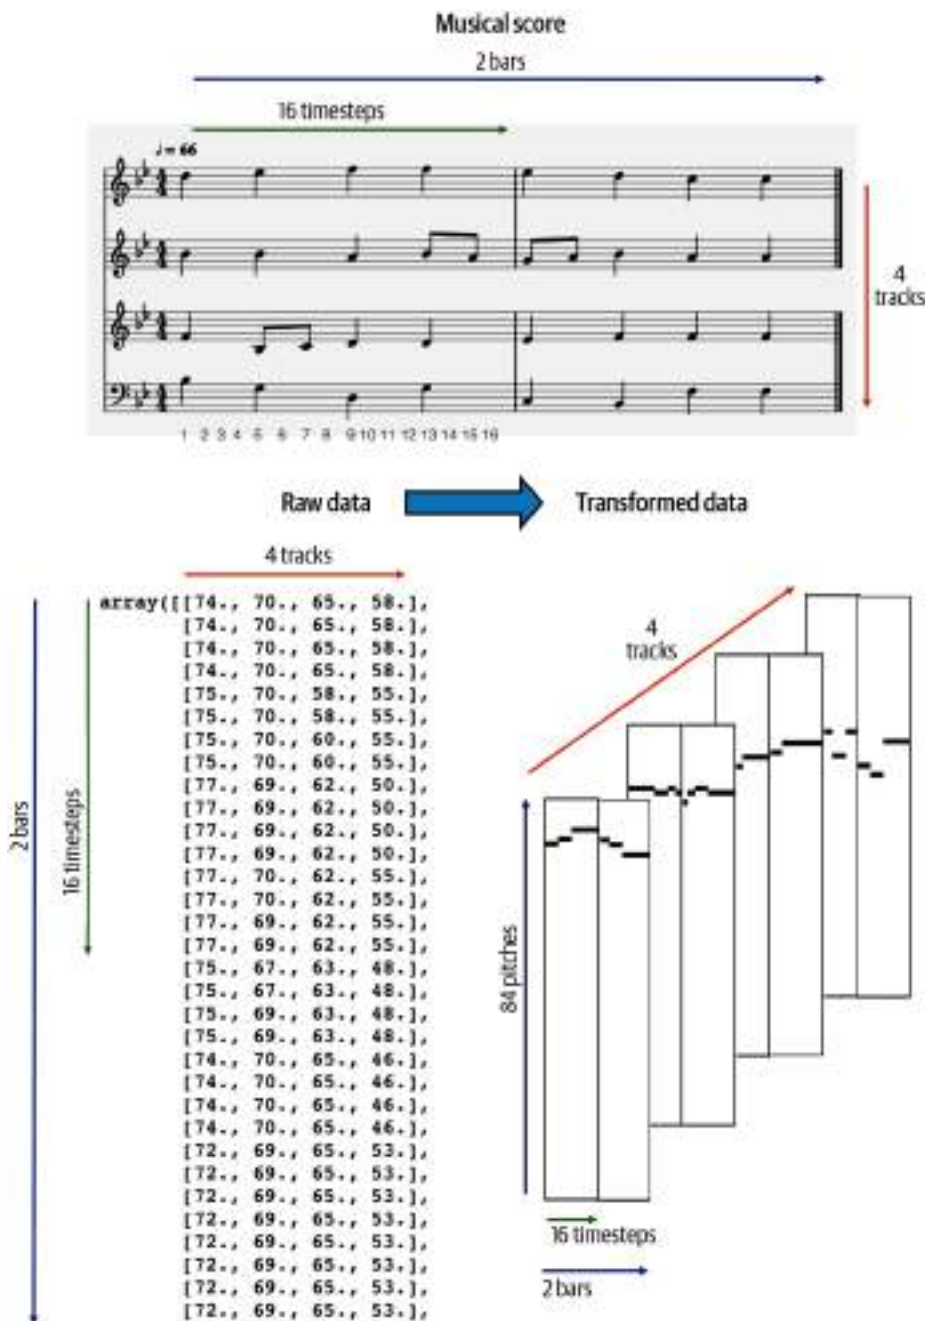 Musical score
2 bars
16 timesteps
♩ = 66
4
tracks
1 2 3 4 5 6 7 8 9 10 11 12 13 14 15 16
Raw data
Transformed data
4 tracks
2 bars
16 timesteps
array([[[74., 70., 65., 58.],
[74., 70., 65., 58.],
[74., 70., 65., 58.],
[74., 70., 65., 58.],
[75., 70., 58., 55.],
[75., 70., 58., 55.],
[75., 70., 60., 55.],
[75., 70., 60., 55.],
[77., 69., 62., 50.],
[77., 69., 62., 50.],
[77., 69., 62., 50.],
[77., 69., 62., 50.],
[77., 70., 62., 55.],
[77., 70., 62., 55.],
[77., 69., 62., 55.],
[77., 69., 62., 55.],
[75., 67., 63., 48.],
[75., 67., 63., 48.],
[75., 69., 63., 48.],
[75., 69., 63., 48.],
[74., 70., 65., 46.],
[74., 70., 65., 46.],
[74., 70., 65., 46.],
[74., 70., 65., 46.],
[72., 69., 65., 53.],
[72., 69., 65., 53.],
[72., 69., 65., 53.],
[72., 69., 65., 53.],
[72., 69., 65., 53.],
[72., 69., 65., 53.],
[72., 69., 65., 53.],
[72., 69., 65., 53.],
4
tracks
84 pitches
16 timesteps
2 bars